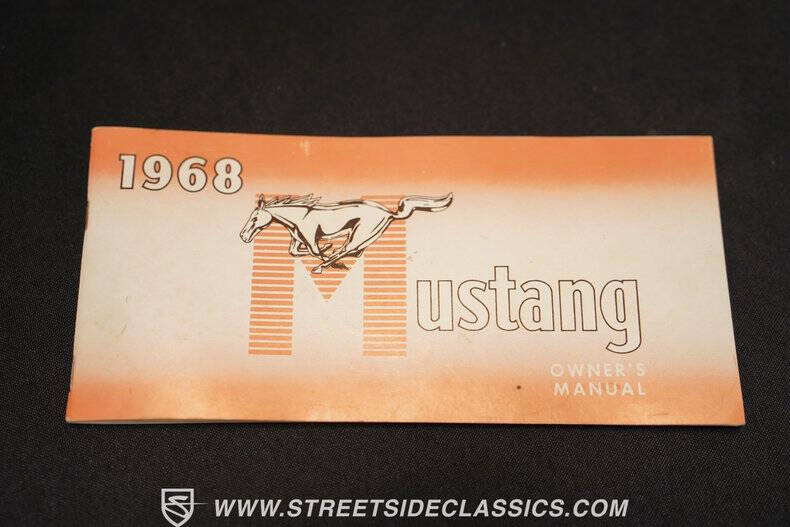 1968
Mustang
OWNER'S
MANUAL
WWW.STREETSIDECLASSICS.COM